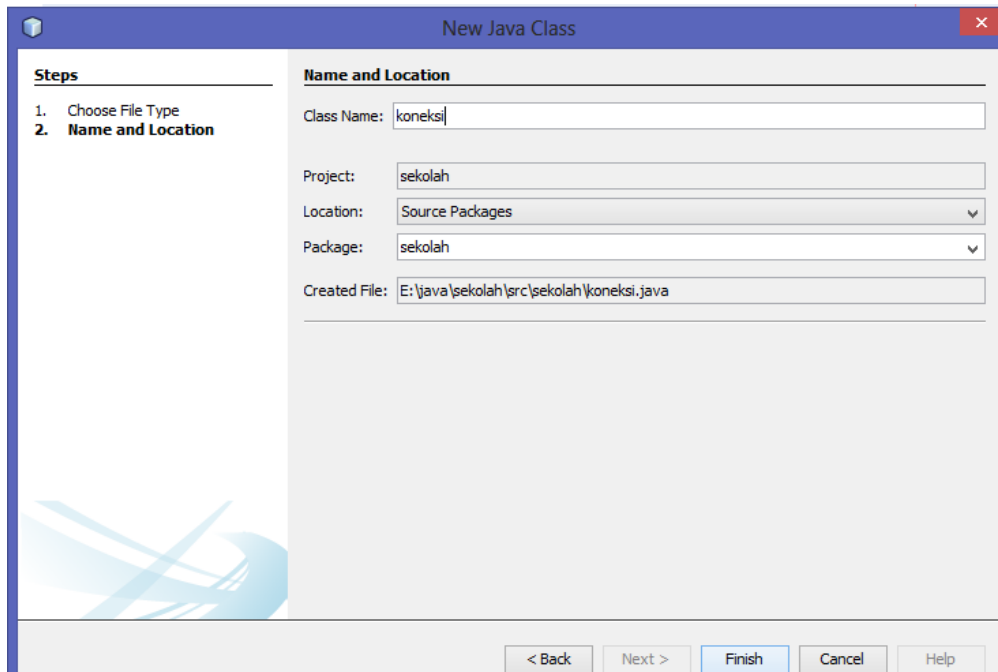 New Java Class
Steps
1. Choose File Type
2. Name and Location
Name and Location
Class Name: koneksi
Project: sekolah
Location: Source Packages
Package: sekolah
Created File: E:\java\sekolah\src\sekolah\koneksi.java
< Back Next > Finish Cancel Help